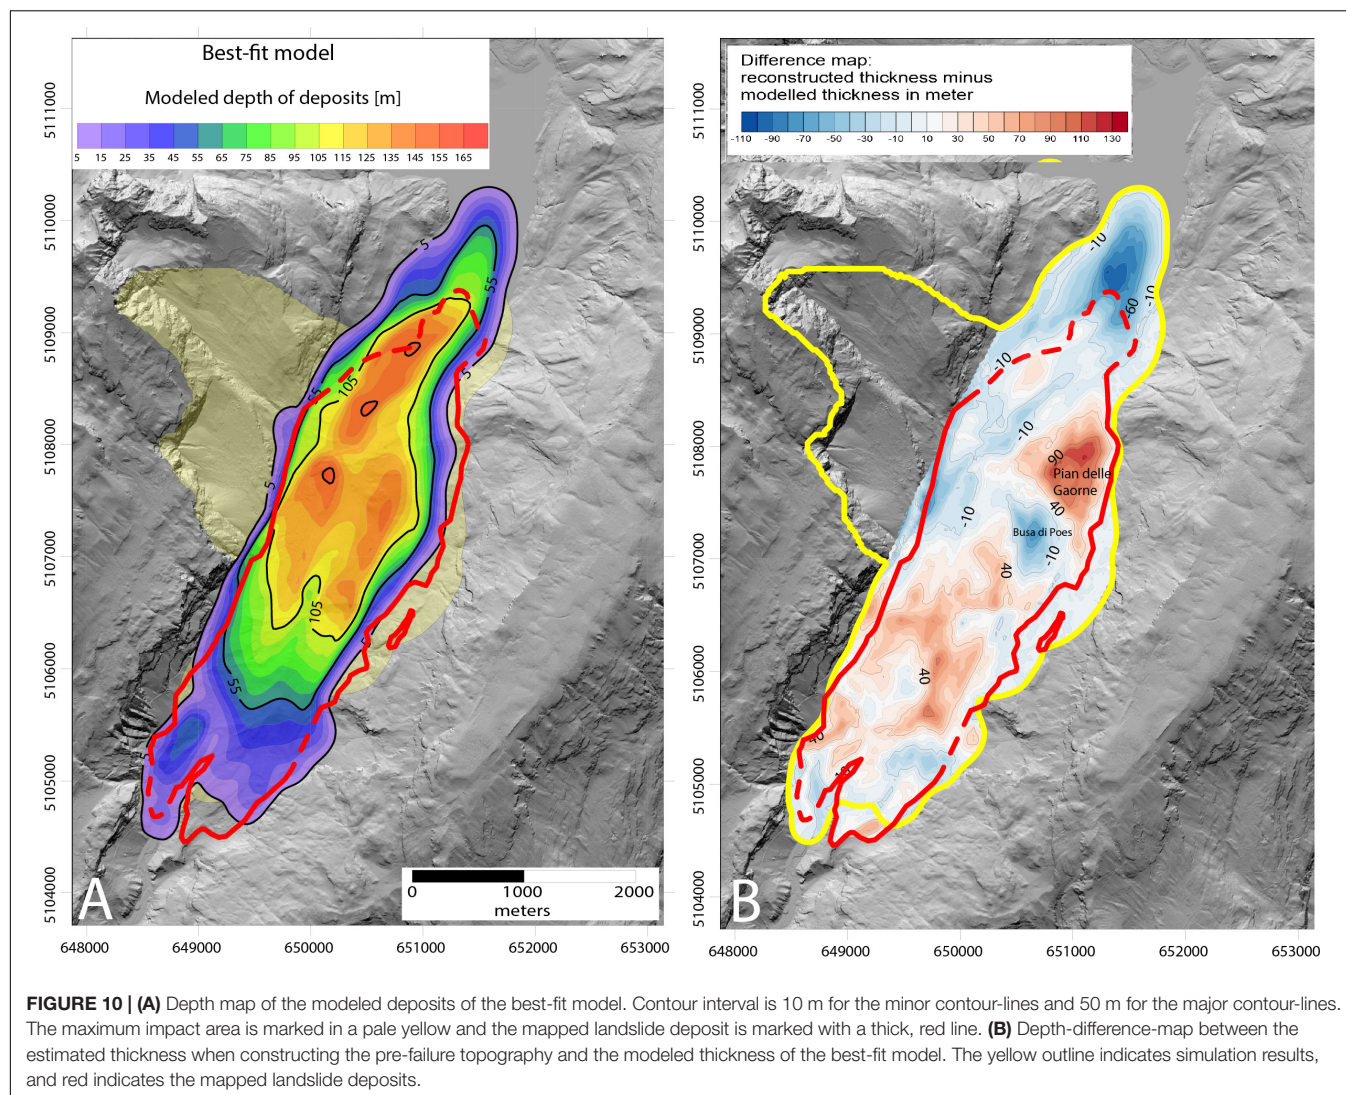 Best-fit model
Modeled depth of deposits [m]
5 15 25 35 45 55 65 75 85 95 105 115 125 135 145 155 165
5111000
5110000
5109000
5108000
5107000
5106000
5105000
5104000
5
55
5
105
5
105
55
A
0 1000 2000
meters
648000 649000 650000 651000 652000 653000
Difference map:
reconstructed thickness minus
modelled thickness in meter
-110 -90 -70 -50 -30 -10 10 30 50 70 90 110 130
5111000
5110000
5109000
5108000
5107000
5106000
5105000
5104000
-10
-10
-60
-10
-10
90
Pian delle
Gaorne
40
-10
Busa di Poes
-10
40
40
B
648000 649000 650000 651000 652000 653000
FIGURE 10 | (A) Depth map of the modeled deposits of the best-fit model. Contour interval is 10 m for the minor contour-lines and 50 m for the major contour-lines.
The maximum impact area is marked in a pale yellow and the mapped landslide deposit is marked with a thick, red line. (B) Depth-difference-map between the
estimated thickness when constructing the pre-failure topography and the modeled thickness of the best-fit model. The yellow outline indicates simulation results,
and red indicates the mapped landslide deposits.